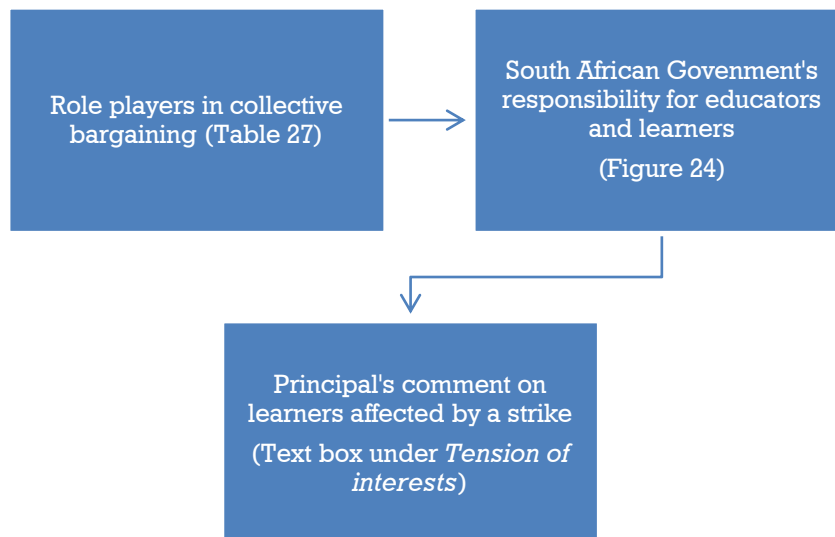 Role players in collective
bargaining (Table 27)
South African Govenment's
responsibility for educators
and learners
(Figure 24)
Principal's comment on
learners affected by a strike
(Text box under Tension of
interests)